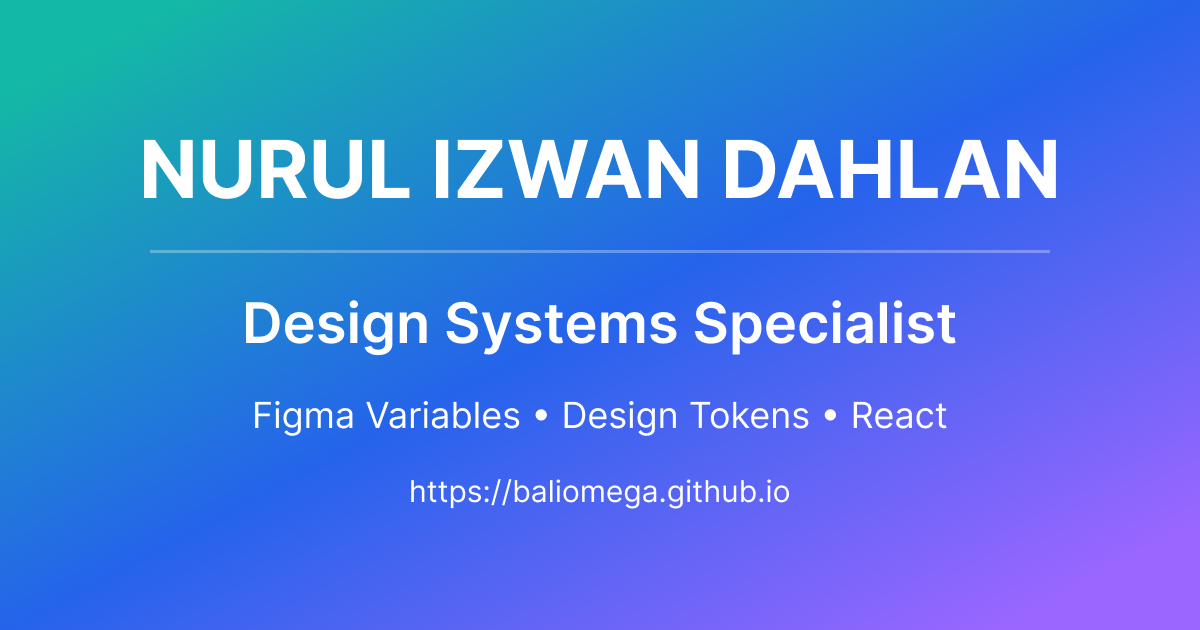 NURUL IZWAN DAHLAN
Design Systems Specialist
Figma Variables • Design Tokens • React
https://baliomega.github.io